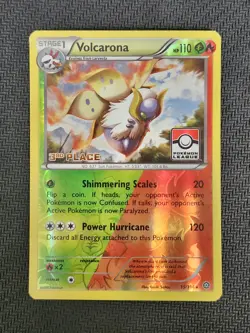 STAGE1
Volcarona
HP110
3RD PLACE
POKÉMON
LEAGUE
Shimmering Scales 20
Flip a coin. If heads, your opponent's Active
Pokémon is now Confused. If tails, your opponent's
Active Pokémon is now Paralyzed.
Power Hurricane 120
Discard all Energy attached to this Pokémon.
×2